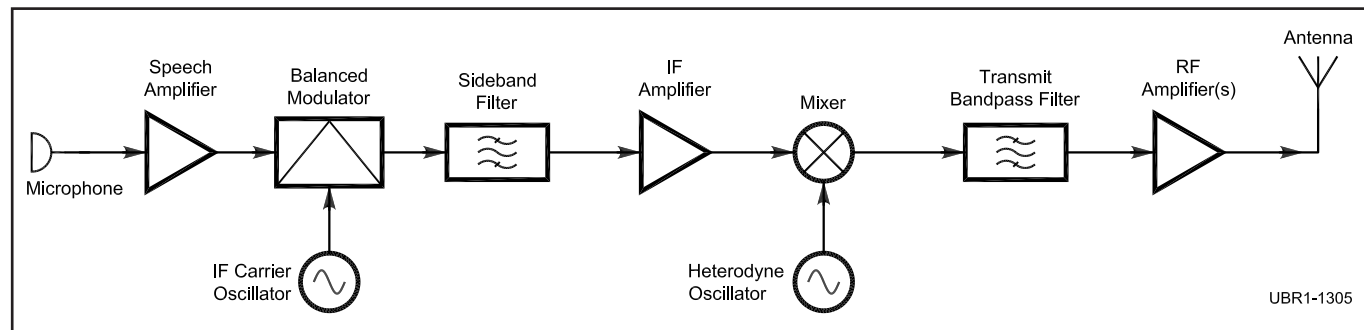 Microphone
Speech
Amplifier
Balanced
Modulator
IF Carrier
Oscillator
Sideband
Filter
IF
Amplifier
Mixer
Heterodyne
Oscillator
Transmit
Bandpass Filter
RF
Amplifier(s)
Antenna
UBR1-1305